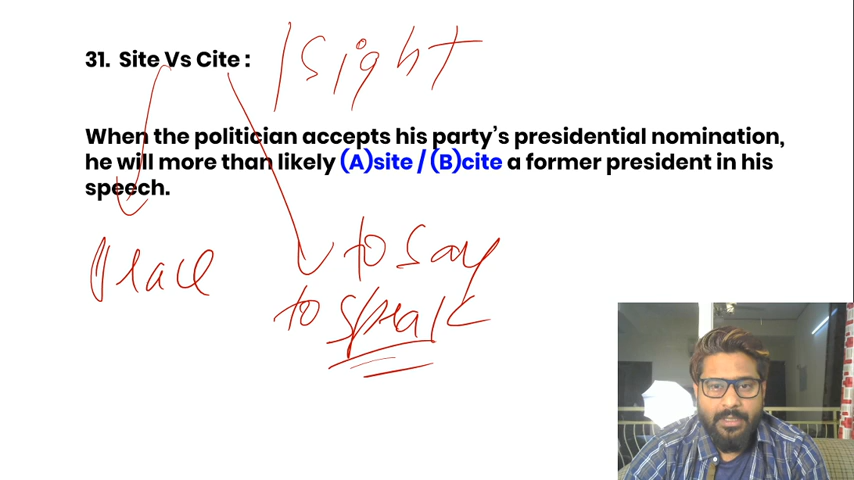 31. Site Vs Cite :
Sight
When the politician accepts his party's presidential nomination,
he will more than likely (A)site / (B)cite a former president in his
speech.
Place
to say
to speak